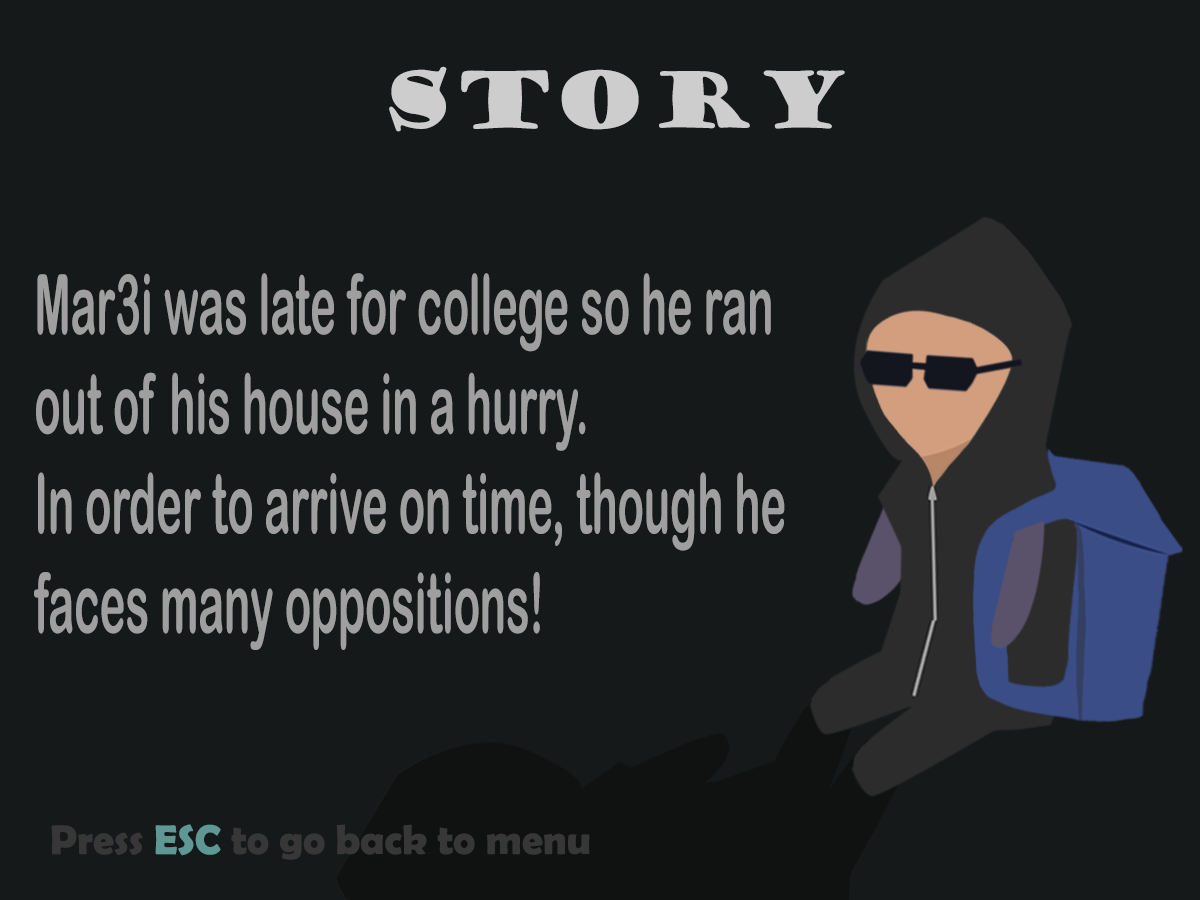 STORY
Mar3i was late for college so he ran
out of his house in a hurry.
In order to arrive on time, though he
faces many oppositions!
Press ESC to go back to menu